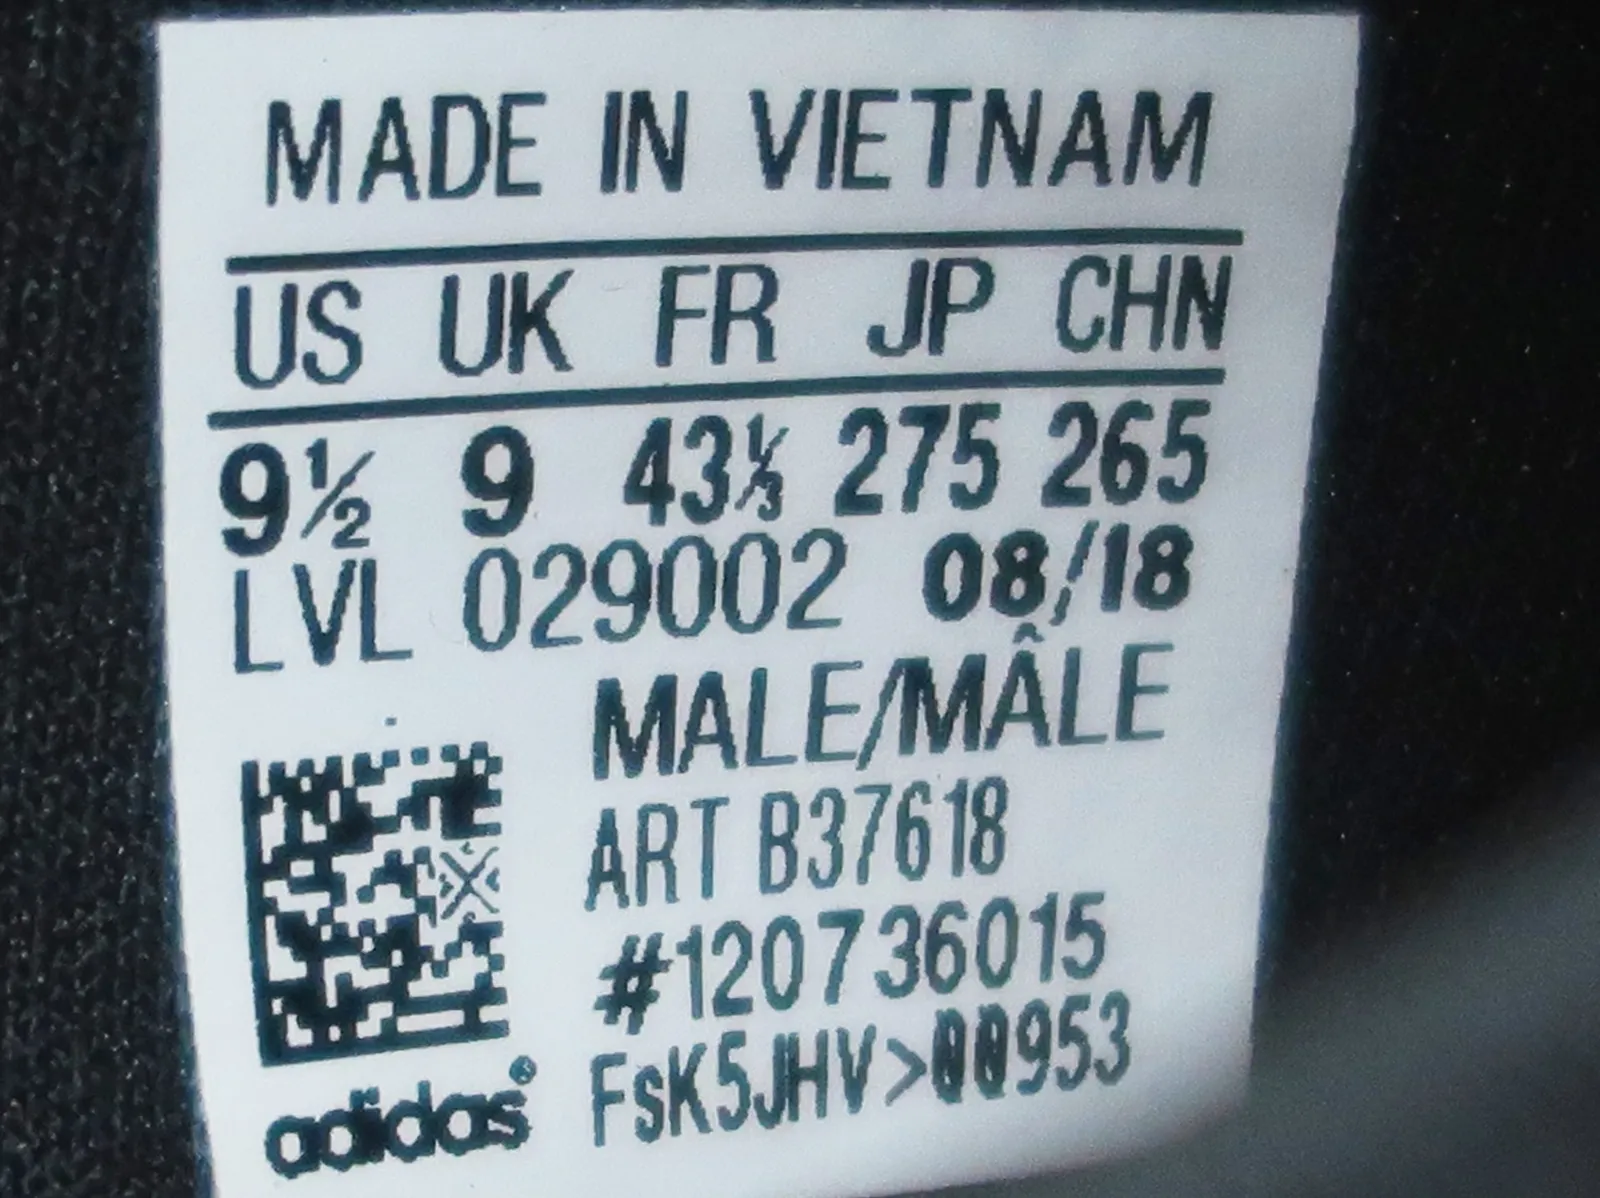 MADE IN VIETNAM
US UK FR JP CHN
9½ 9 43⅓ 275 265
LVL 029002 08/18
MALE/MÂLE
ART B37618
#120736015
FsK5JHV>00953
adidas®